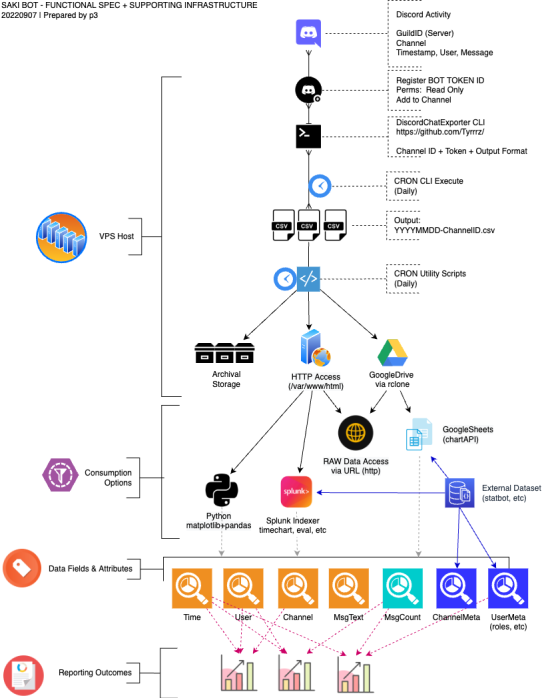 SAKI BOT - FUNCTIONAL SPEC + SUPPORTING INFRASTRUCTURE
20220907 | Prepared by p3
Discord Activity
GuildID (Server)
Channel
Timestamp, User, Message
Register BOT TOKEN ID
Perms: Read Only
Add to Channel
DiscordChatExporter CLI
https://github.com/Tyrrrz/
Channel ID + Token + Output Format
CRON CLI Execute
(Daily)
VPS Host
CSV
CSV
CSV
Output:
YYYYMMDD-ChannelID.csv
CRON Utility Scripts
(Daily)
Archival
Storage
HTTP Access
(/var/www/html)
GoogleDrive
via rclone
GoogleSheets
(chartAPI)
RAW Data Access
via URL (http)
Consumption
Options
splunk>
External Dataset
(statbot, etc)
Python
matplotlib+pandas
Splunk Indexer
timechart, eval, etc
Data Fields & Attributes
Time
User
Channel
MsgText
MsgCount
ChannelMeta
UserMeta
(roles, etc)
Reporting Outcomes